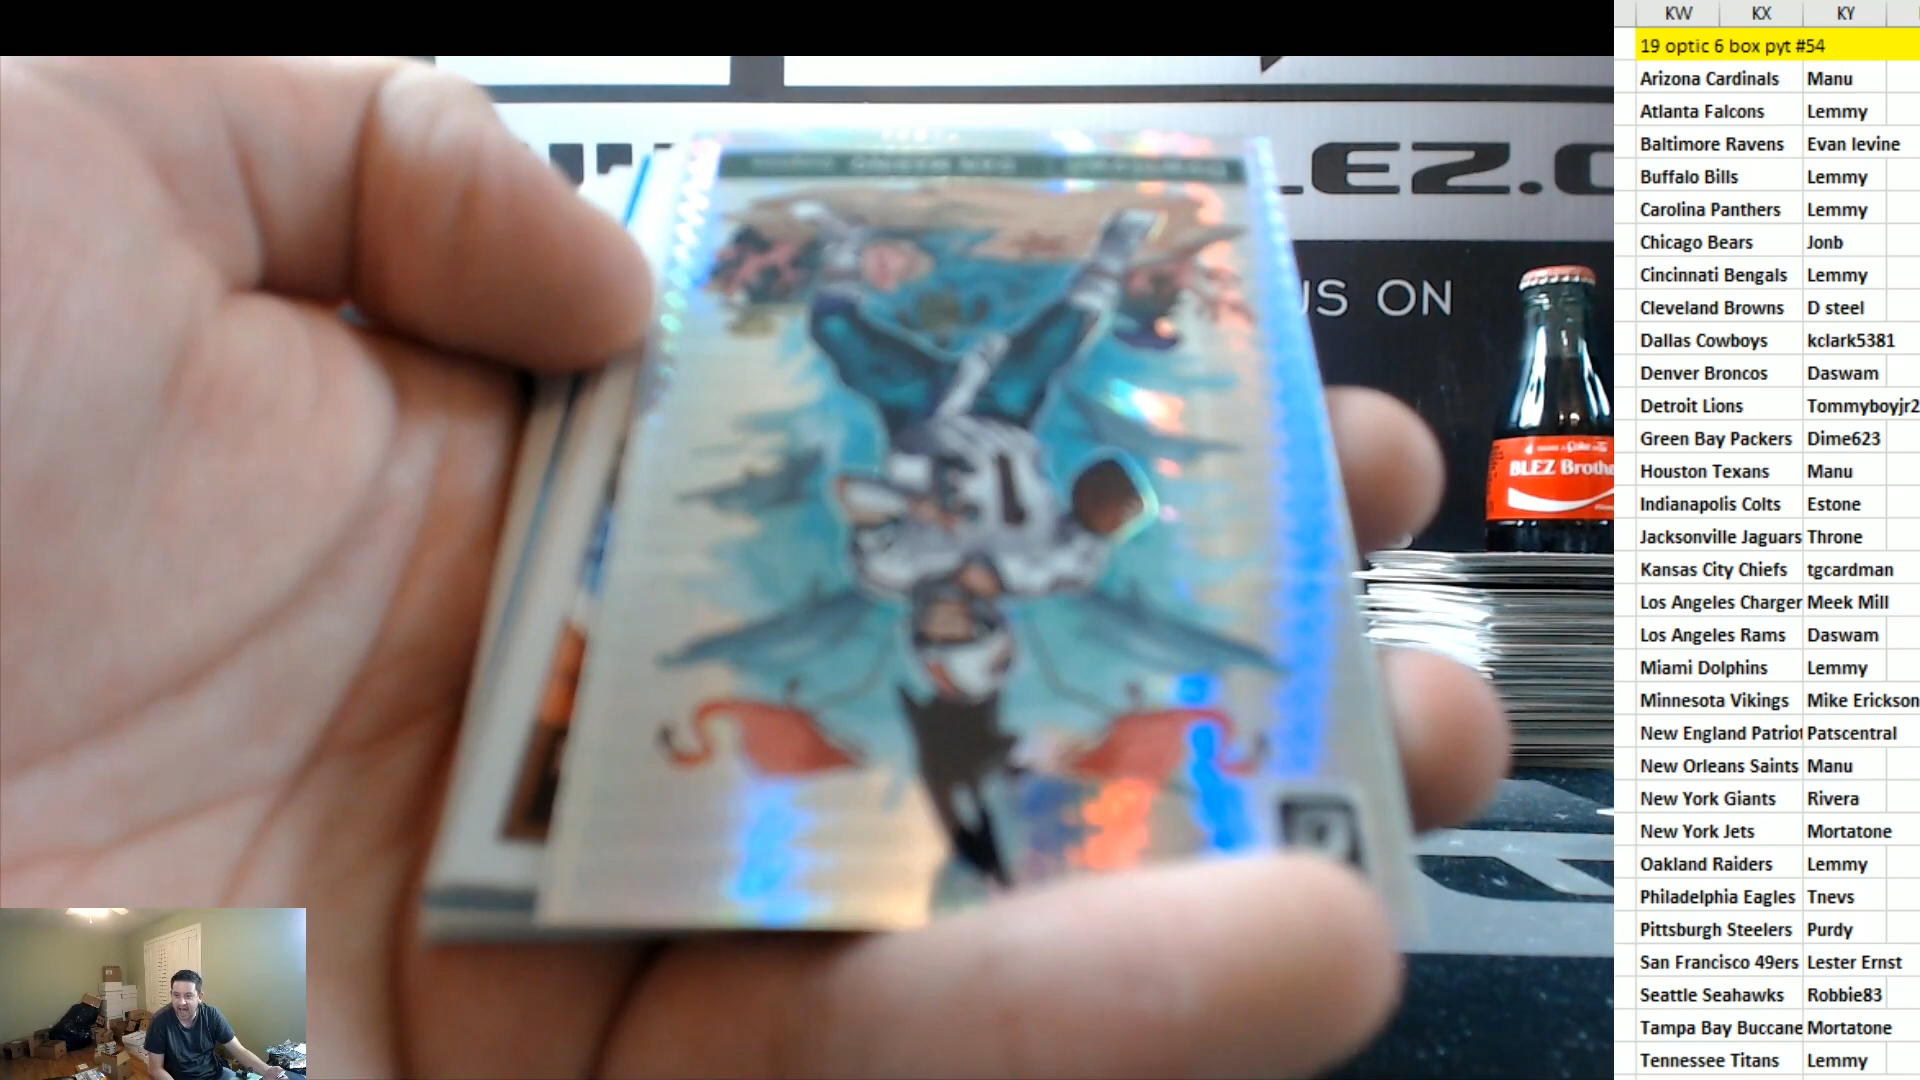 KW KX KY
19 optic 6 box pyt #54
Arizona Cardinals Manu
Atlanta Falcons Lemmy
Baltimore Ravens Evan levine
Buffalo Bills Lemmy
Carolina Panthers Lemmy
Chicago Bears Jonb
Cincinnati Bengals Lemmy
Cleveland Browns D steel
Dallas Cowboys kclark5381
Denver Broncos Daswam
Detroit Lions Tommyboyjr2
Green Bay Packers Dime623
Houston Texans Manu
Indianapolis Colts Estone
Jacksonville Jaguars Throne
Kansas City Chiefs tgcardman
Los Angeles Charger Meek Mill
Los Angeles Rams Daswam
Miami Dolphins Lemmy
Minnesota Vikings Mike Erickson
New England Patriot Patscentral
New Orleans Saints Manu
New York Giants Rivera
New York Jets Mortatone
Oakland Raiders Lemmy
Philadelphia Eagles Tnevs
Pittsburgh Steelers Purdy
San Francisco 49ers Lester Ernst
Seattle Seahawks Robbie83
Tampa Bay Buccane Mortatone
Tennessee Titans Lemmy
LEZ.C
US ON
BLEZ Brothe